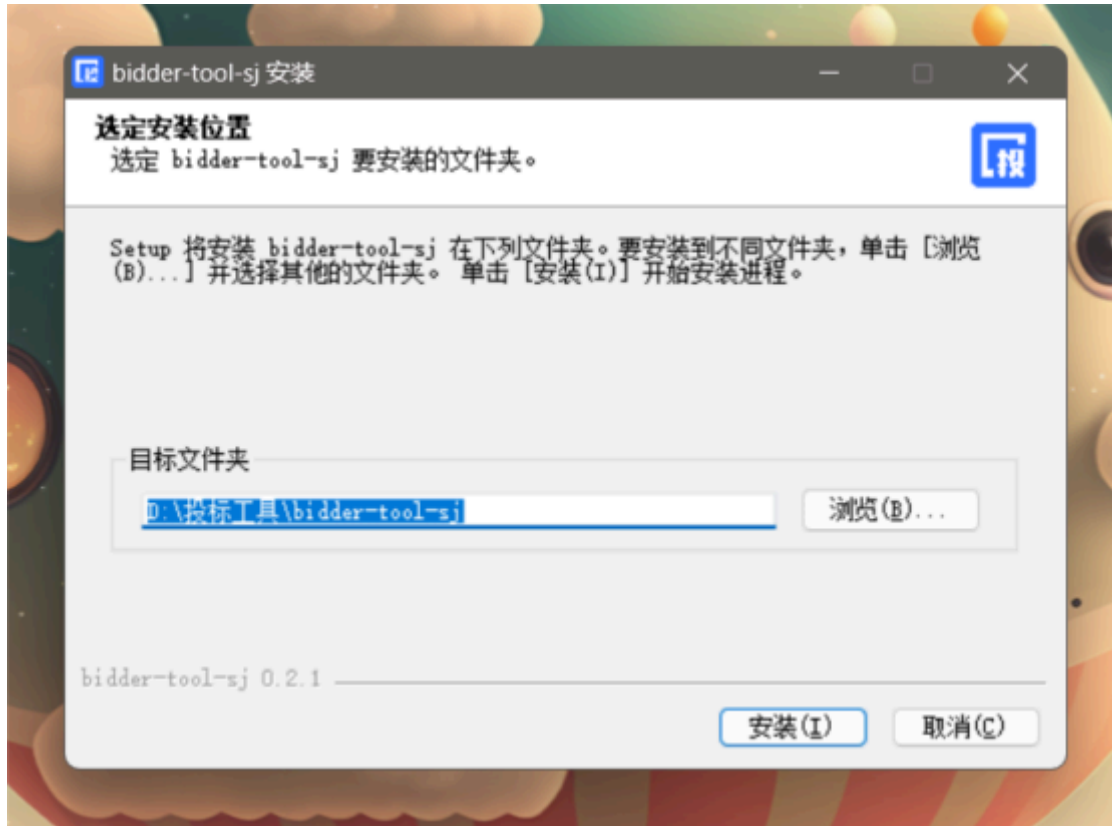 投 bidder-tool-sj 安装
选定安装位置
选定 bidder-tool-sj 要安装的文件夹。
投
Setup 将安装 bidder-tool-sj 在下列文件夹。要安装到不同文件夹，单击 [浏览
(B)...] 并选择其他的文件夹。 单击 [安装(I)] 开始安装进程。
目标文件夹
D:\投标工具\bidder-tool-sj
浏览(B)...
bidder-tool-sj 0.2.1
安装(I)
取消(C)